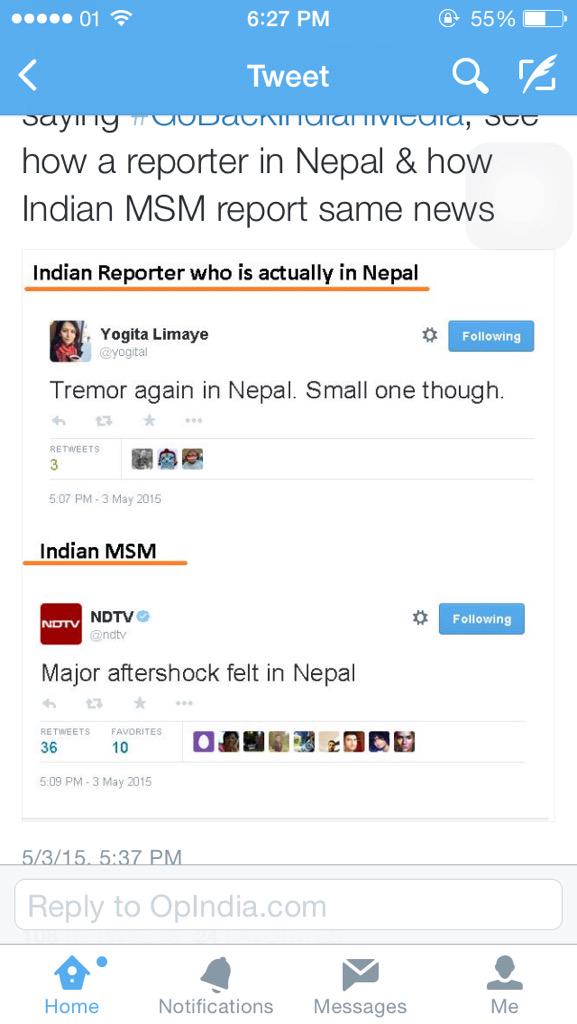 01 6:27 PM 55%
Tweet
saying #GoBackIndianMedia, see
how a reporter in Nepal & how
Indian MSM report same news
Indian Reporter who is actually in Nepal
Yogita Limaye
@yogital
Following
Tremor again in Nepal. Small one though.
RETWEETS
3
5:07 PM - 3 May 2015
Indian MSM
NDTV
NDTV
@ndtv
Following
Major aftershock felt in Nepal
RETWEETS FAVORITES
36 10
5:09 PM - 3 May 2015
5/3/15, 5:37 PM
Reply to OpIndia.com
Home Notifications Messages Me